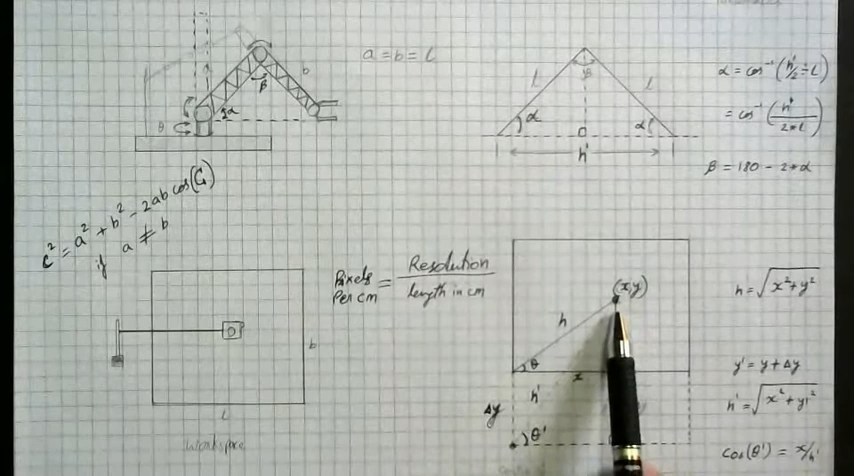 a = b = l
b
β
α
θ
l
l
β
α
α
h'
α = cos⁻¹(h'/2 ÷ l)
= cos⁻¹(h'/2*l)
β = 180 - 2*α
c² = a² + b² - 2ab cos(C)
if a ≠ b
b
l
Workspace
Pixels Per cm = Resolution / length in cm
(x,y)
h
θ
x
h'
Δy
θ'
h = √x²+y²
y' = y + Δy
h' = √x²+y'²
cos(θ') = x/h'